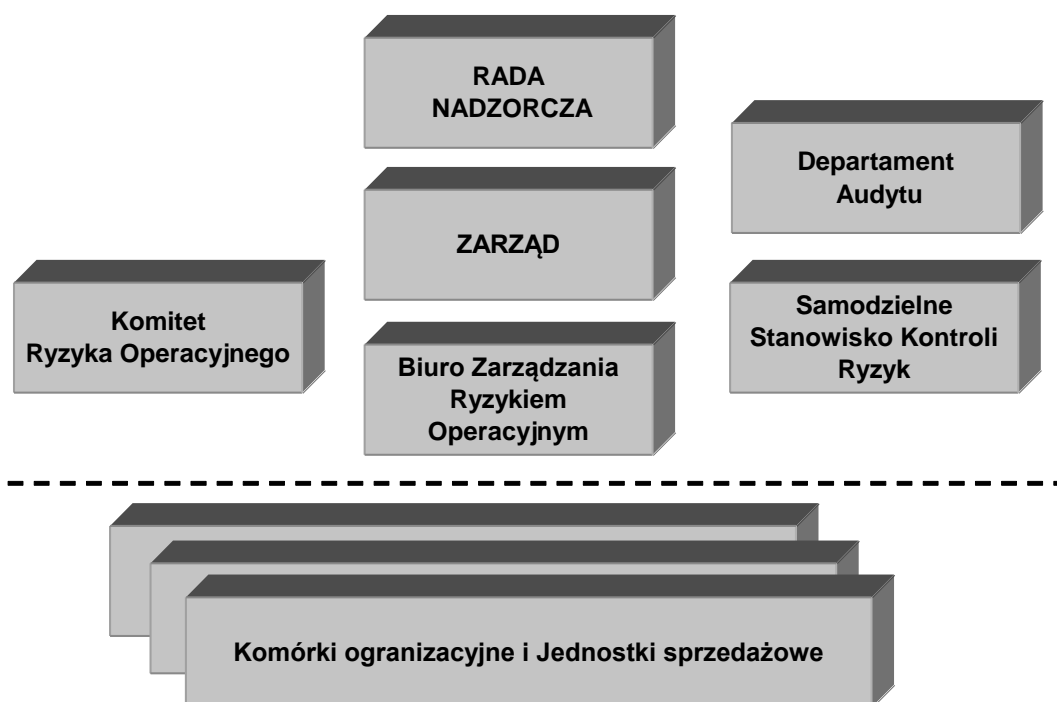 RADA
NADZORCZA
Departament
Audytu
ZARZĄD
Komitet
Ryzyka Operacyjnego
Samodzielne
Stanowisko Kontroli
Ryzyk
Biuro Zarządzania
Ryzykiem
Operacyjnym
Komórki ogranizacyjne i Jednostki sprzedażowe